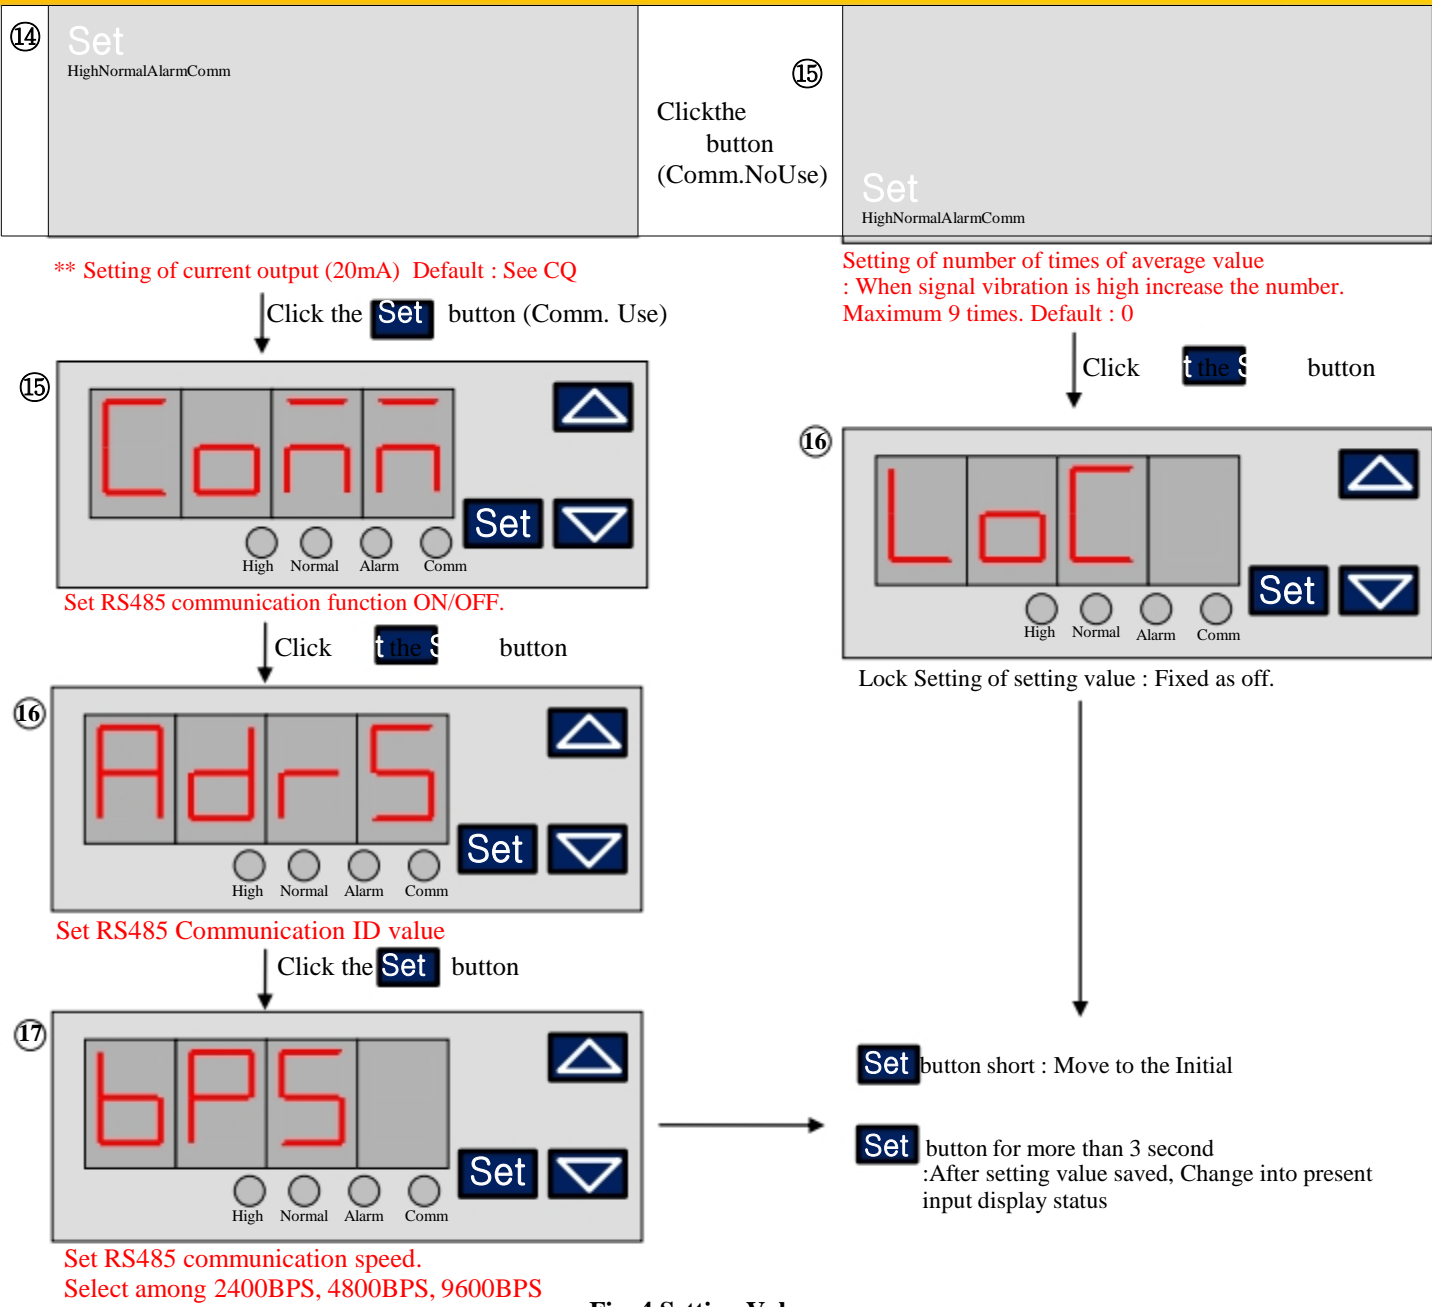 ⑭
Set
HighNormalAlarmComm
⑮
Clickthe
button
(Comm.NoUse)
Set
HighNormalAlarmComm
** Setting of current output (20mA) Default : See CQ
Click the Set button (Comm. Use)
⑮
Conn
Set
High Normal Alarm Comm
Set RS485 communication function ON/OFF.
Click t the S button
⑯
AdrS
Set
High Normal Alarm Comm
Set RS485 Communication ID value
Click the Set button
⑰
bPS
Set
High Normal Alarm Comm
Set RS485 communication speed.
Select among 2400BPS, 4800BPS, 9600BPS
Setting of number of times of average value
: When signal vibration is high increase the number.
Maximum 9 times. Default : 0
Click t the S button
⑯
LoC
Set
High Normal Alarm Comm
Lock Setting of setting value : Fixed as off.
Set button short : Move to the Initial
Set button for more than 3 second
:After setting value saved, Change into present
input display status